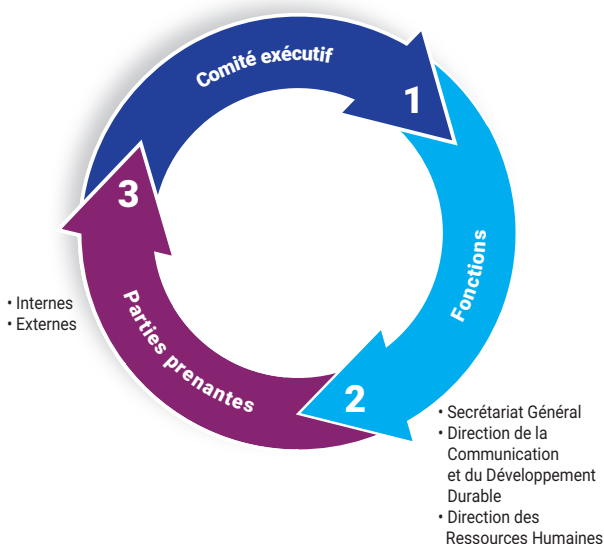 Comité exécutif
1
Fonctions
2
• Secrétariat Général
• Direction de la
Communication
et du Développement
Durable
• Direction des
Ressources Humaines
3
Parties prenantes
• Internes
• Externes